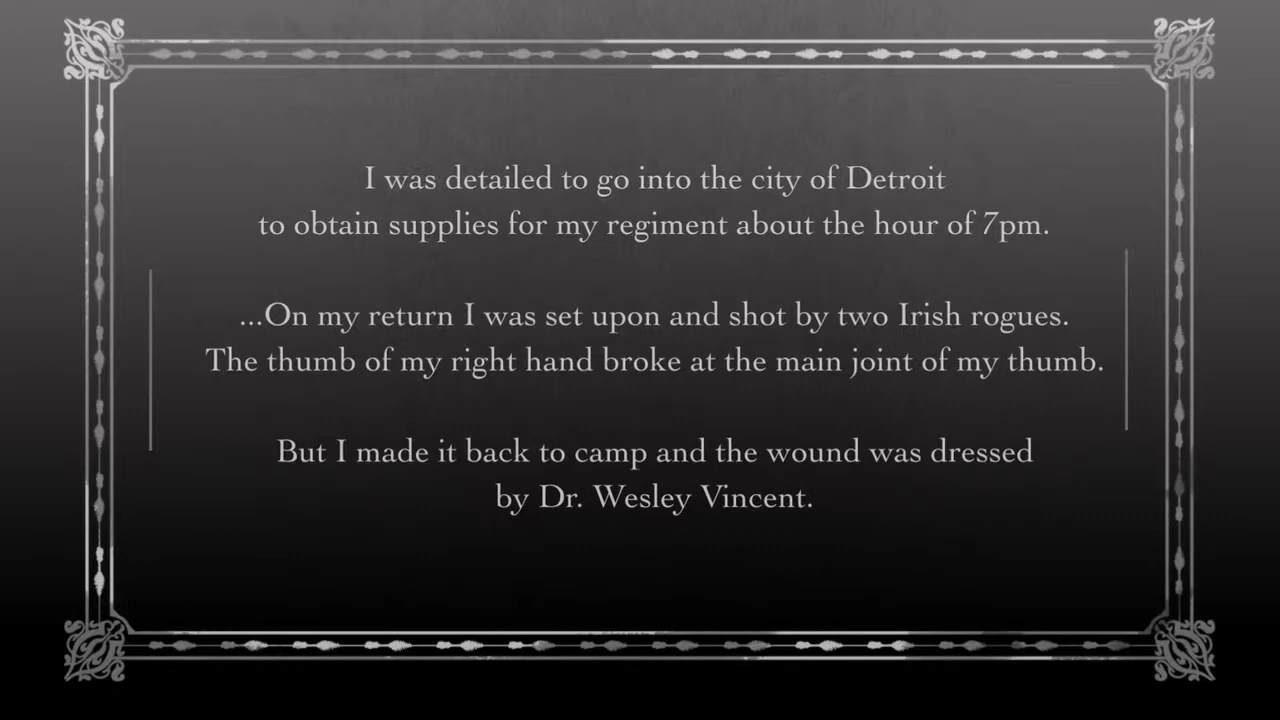 I was detailed to go into the city of Detroit
to obtain supplies for my regiment about the hour of 7pm.
...On my return I was set upon and shot by two Irish rogues.
The thumb of my right hand broke at the main joint of my thumb.
But I made it back to camp and the wound was dressed
by Dr. Wesley Vincent.